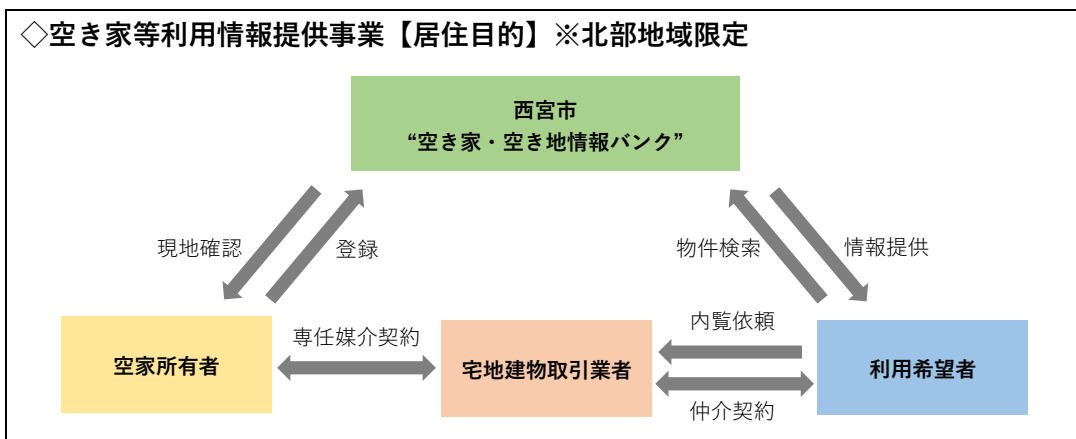 ◇空き家等利用情報提供事業【居住目的】※北部地域限定
西宮市
“空き家・空き地情報バンク”
現地確認
登録
物件検索
情報提供
空家所有者
専任媒介契約
宅地建物取引業者
内覧依頼
仲介契約
利用希望者